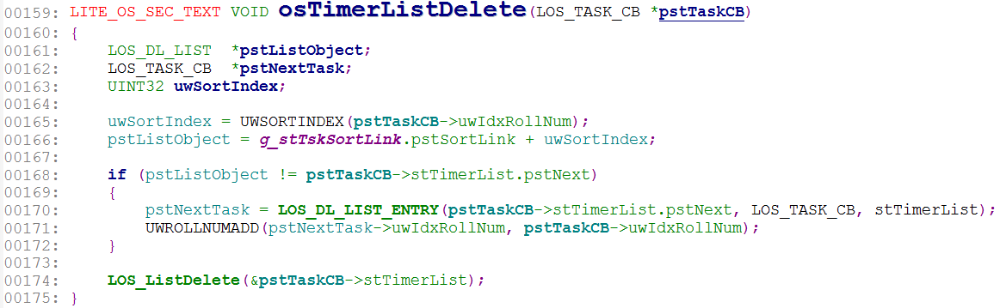 00159: LITE_OS_SEC_TEXT VOID osTimerListDelete(LOS_TASK_CB *pstTaskCB)
00160: {
00161:     LOS_DL_LIST  *pstListObject;
00162:     LOS_TASK_CB  *pstNextTask;
00163:     UINT32 uwSortIndex;
00164:
00165:     uwSortIndex = UWSORTINDEX(pstTaskCB->uwIdxRollNum);
00166:     pstListObject = g_stTskSortLink.pstSortLink + uwSortIndex;
00167:
00168:     if (pstListObject != pstTaskCB->stTimerList.pstNext)
00169:     {
00170:         pstNextTask = LOS_DL_LIST_ENTRY(pstTaskCB->stTimerList.pstNext, LOS_TASK_CB, stTimerList);
00171:         UWROLLNUMADD(pstNextTask->uwIdxRollNum, pstTaskCB->uwIdxRollNum);
00172:     }
00173:
00174:     LOS_ListDelete(&pstTaskCB->stTimerList);
00175: }